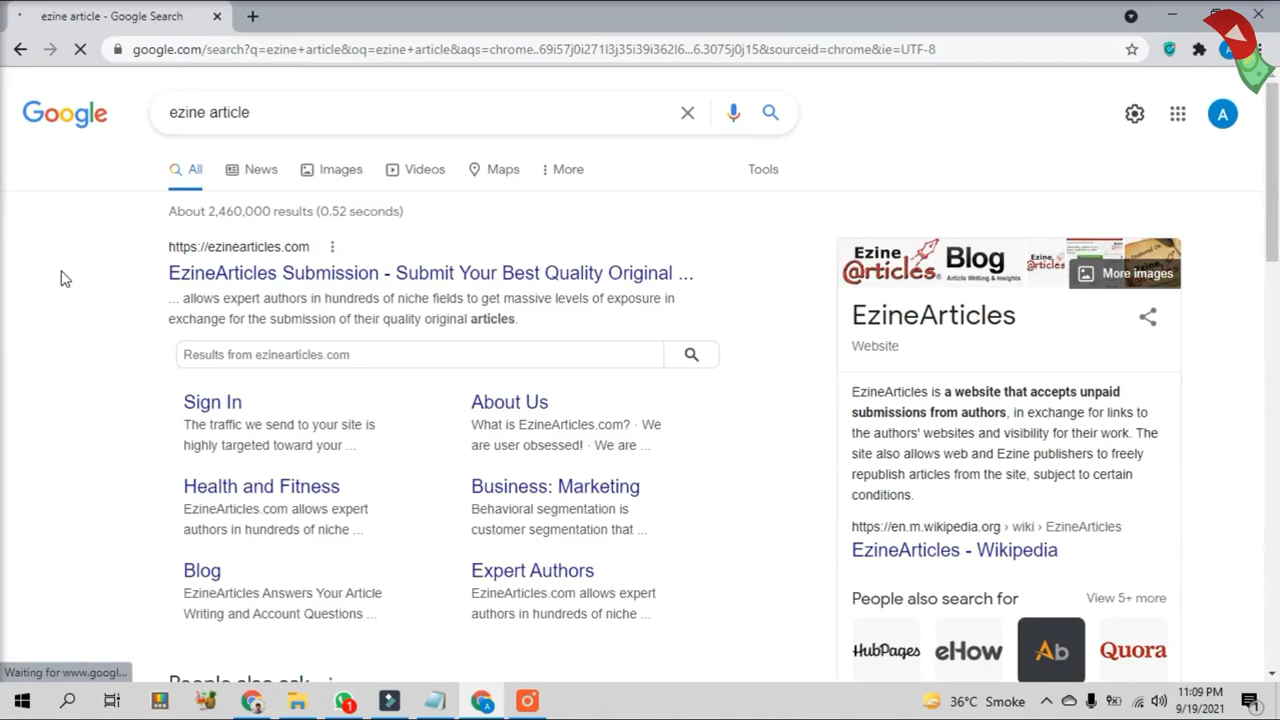 ezine article - Google Search
google.com/search?q=ezine+article&oq=ezine+article&aqs=chrome..69i57j0i271l3j35i39i362l6...6.3075j0j15&sourceid=chrome&ie=UTF-8
Google
ezine article
A
All
News
Images
Videos
Maps
More
Tools
About 2,460,000 results (0.52 seconds)
https://ezinearticles.com
EzineArticles Submission - Submit Your Best Quality Original ...
... allows expert authors in hundreds of niche fields to get massive levels of exposure in
exchange for the submission of their quality original articles.
Results from ezinearticles.com
Sign In
The traffic we send to your site is
highly targeted toward your ...
About Us
What is EzineArticles.com? · We
are user obsessed! · We are ...
Health and Fitness
EzineArticles.com allows expert
authors in hundreds of niche ...
Business: Marketing
Behavioral segmentation is
customer segmentation that ...
Blog
EzineArticles Answers Your Article
Writing and Account Questions ...
Expert Authors
EzineArticles.com allows expert
authors in hundreds of niche ...
Ezine
@rticles
Blog
Article Writing & Insights
More images
EzineArticles
Website
EzineArticles is a website that accepts unpaid
submissions from authors, in exchange for links to
the authors' websites and visibility for their work. The
site also allows web and Ezine publishers to freely
republish articles from the site, subject to certain
conditions.
https://en.m.wikipedia.org › wiki › EzineArticles
EzineArticles - Wikipedia
People also search for
View 5+ more
HubPages
eHow
Ab
Quora
Waiting for www.googl...
36°C Smoke
11:09 PM
9/19/2021